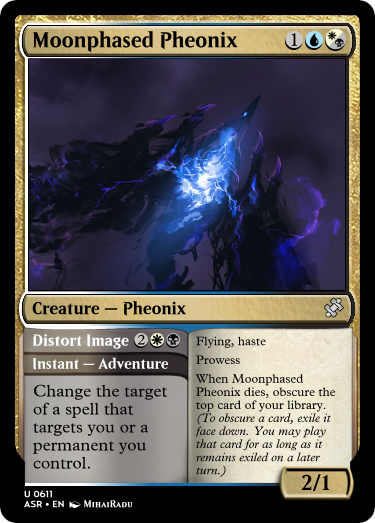 Moonphased Pheonix
1
Creature — Pheonix
Distort Image 2
Instant — Adventure
Change the target
of a spell that
targets you or a
permanent you
control.
Flying, haste
Prowess
When Moonphased
Pheonix dies, obscure the
top card of your library.
(To obscure a card, exile it
face down. You may play
that card for as long as it
remains exiled on a later
turn.)
2/1
U 0611
ASR • EN MihaiRadu